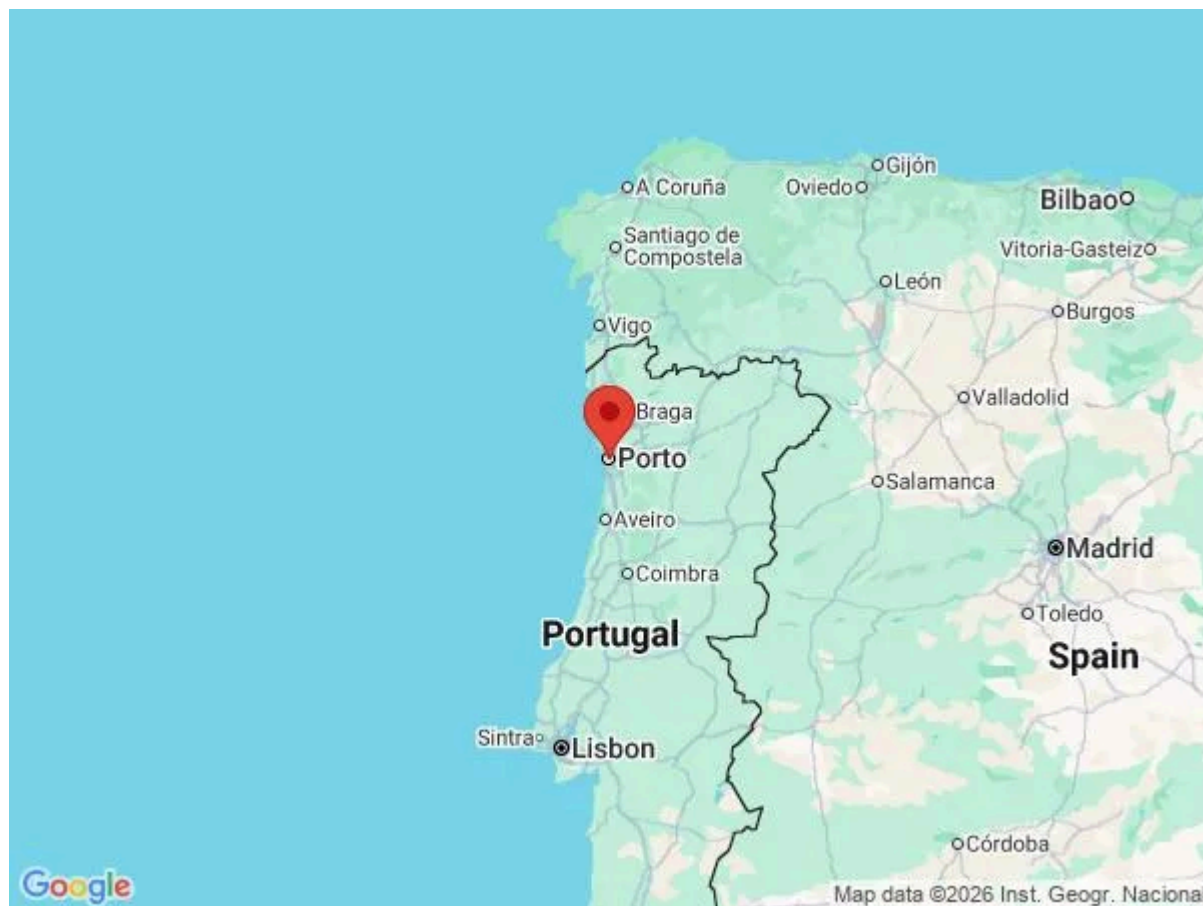 Gijón
A Coruña
Oviedo
Bilbao
Santiago de
Compostela
Vitoria-Gasteiz
León
Burgos
Vigo
Valladolid
Braga
Porto
Salamanca
Aveiro
Madrid
Coimbra
Toledo
Portugal
Spain
Sintra
Lisbon
Córdoba
Google
Map data ©2026 Inst. Geogr. Nacional